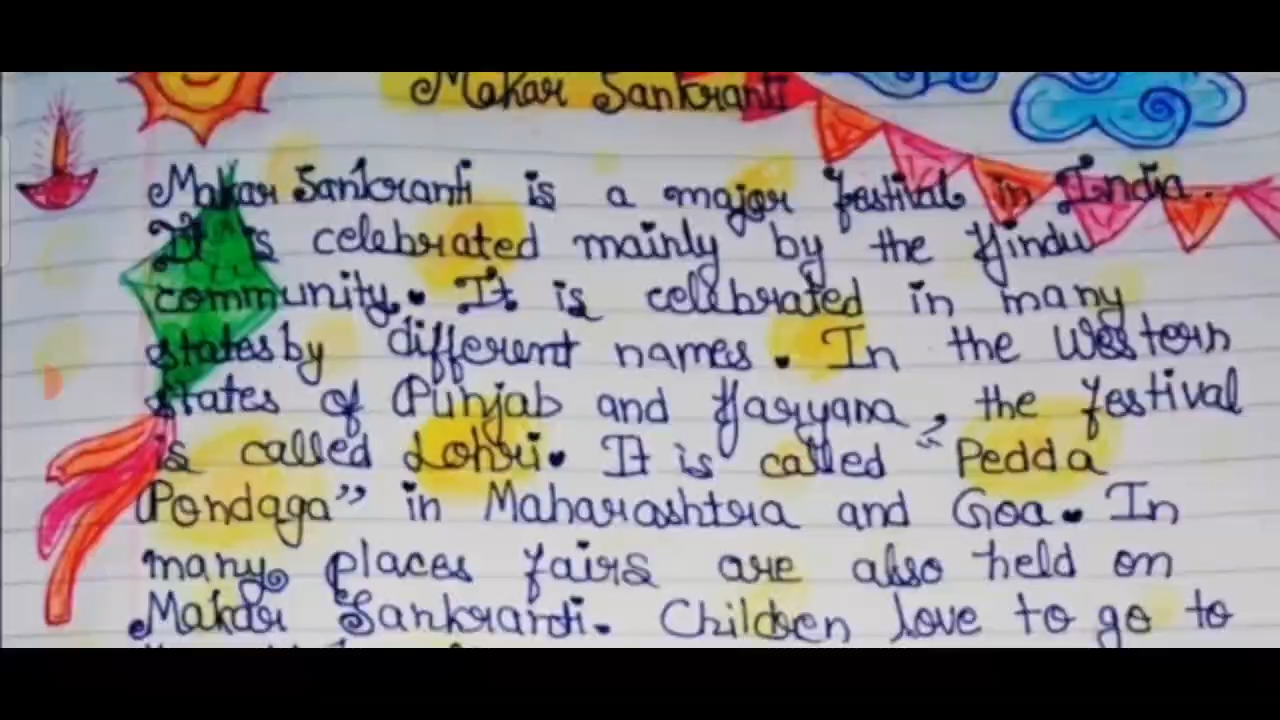 Makar Sankranti
Makar Sankranti is a major festival in India.
It is celebrated mainly by the Hindu
community. It is celebrated in many
states by different names. In the Western
states of Punjab and Haryana, the festival
is called Lohri. It is called "Pedda
Pondaga" in Maharashtra and Goa. In
many places fairs are also held on
Makar Sankranti. Children love to go to